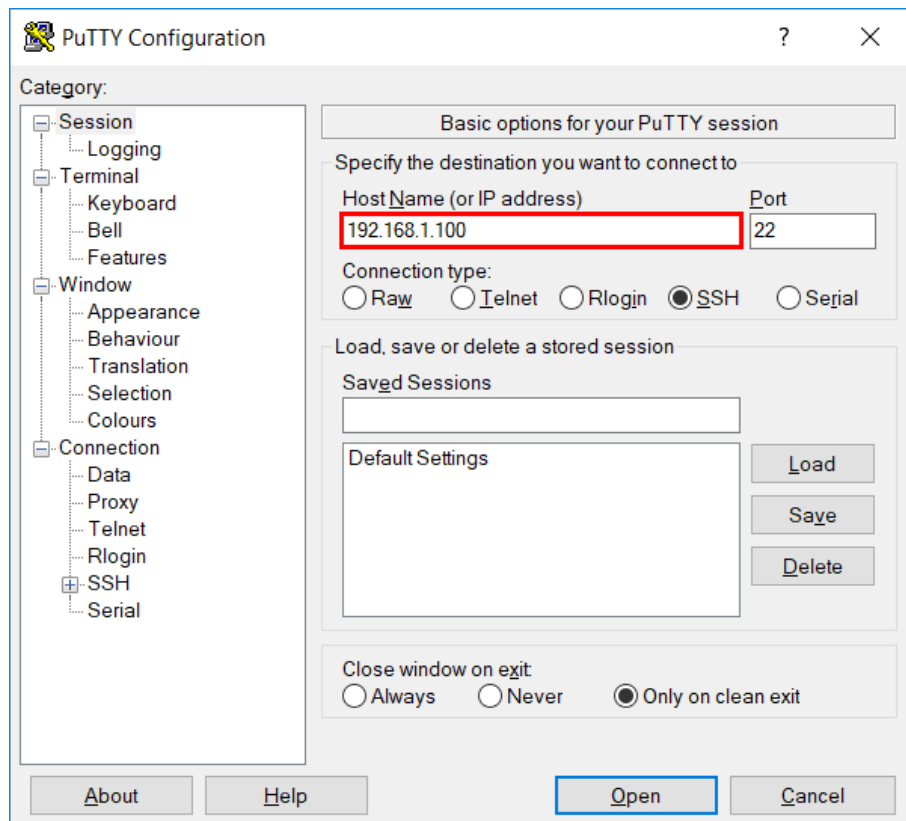 PuTTY Configuration
?
Category:
Session
Logging
Terminal
Keyboard
Bell
Features
Window
Appearance
Behaviour
Translation
Selection
Colours
Connection
Data
Proxy
Telnet
Rlogin
SSH
Serial
Basic options for your PuTTY session
Specify the destination you want to connect to
Host Name (or IP address) Port
192.168.1.100 22
Connection type:
Raw Telnet Rlogin SSH Serial
Load, save or delete a stored session
Saved Sessions
Default Settings
Load
Save
Delete
Close window on exit:
Always Never Only on clean exit
About Help Open Cancel